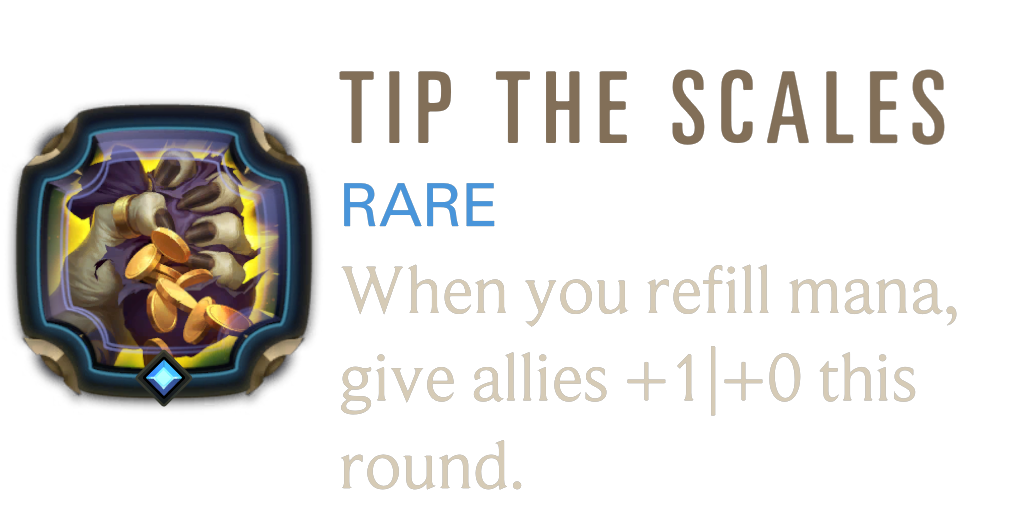 TIP THE SCALES
RARE
When you refill mana,
give allies +1|+0 this
round.